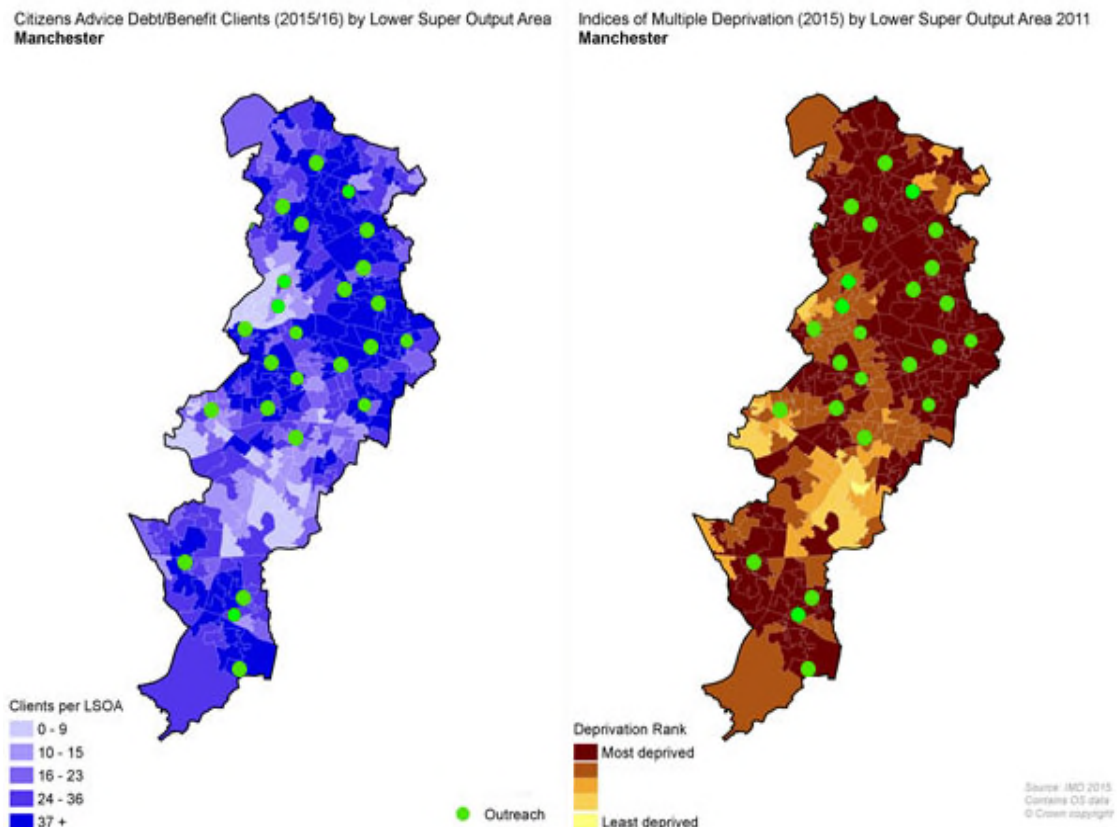 Citizens Advice Debt/Benefit Clients (2015/16) by Lower Super Output Area
Manchester
Indices of Multiple Deprivation (2015) by Lower Super Output Area 2011
Manchester
Clients per LSOA
0 - 9
10 - 15
16 - 23
24 - 36
37 +
Outreach
Deprivation Rank
Most deprived
Least deprived
Source: IMD 2015
Contains OS data
© Crown copyright